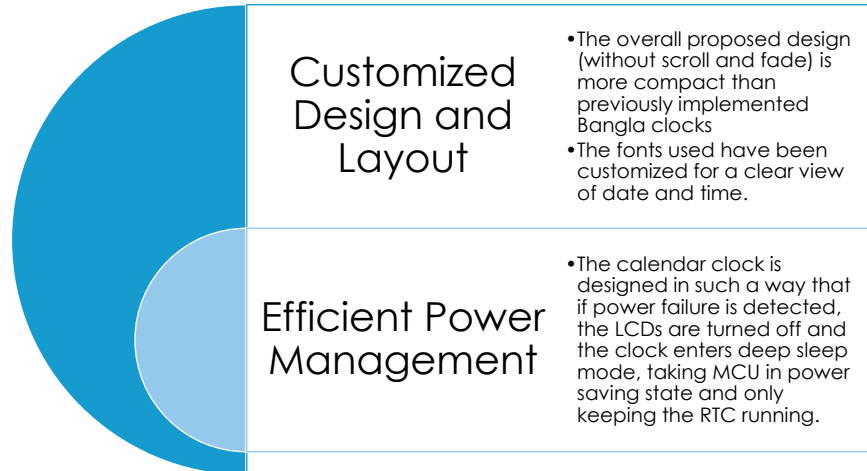 Customized
Design and
Layout
•The overall proposed design
(without scroll and fade) is
more compact than
previously implemented
Bangla clocks
•The fonts used have been
customized for a clear view
of date and time.
Efficient Power
Management
•The calendar clock is
designed in such a way that
if power failure is detected,
the LCDs are turned off and
the clock enters deep sleep
mode, taking MCU in power
saving state and only
keeping the RTC running.